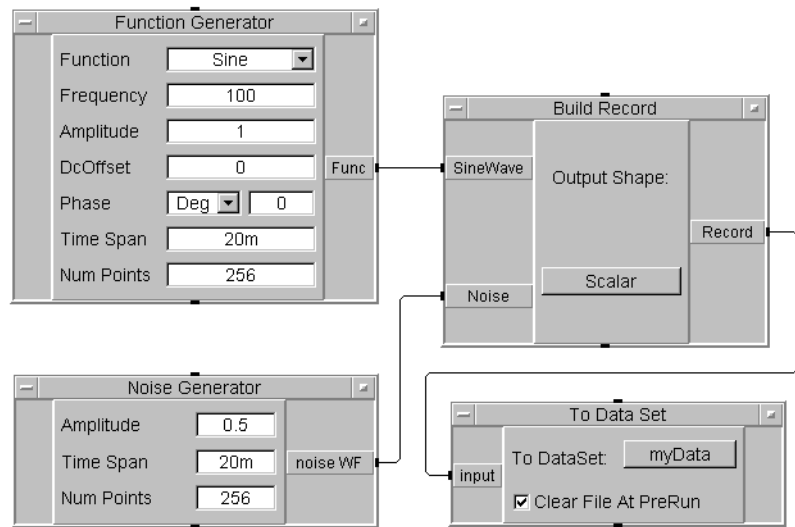 Function Generator
Function Sine
Frequency 100
Amplitude 1
DcOffset 0
Phase Deg 0
Time Span 20m
Num Points 256
Func
Build Record
SineWave
Noise
Output Shape:
Scalar
Record
Noise Generator
Amplitude 0.5
Time Span 20m
Num Points 256
noise WF
To Data Set
input
To DataSet: myData
Clear File At PreRun